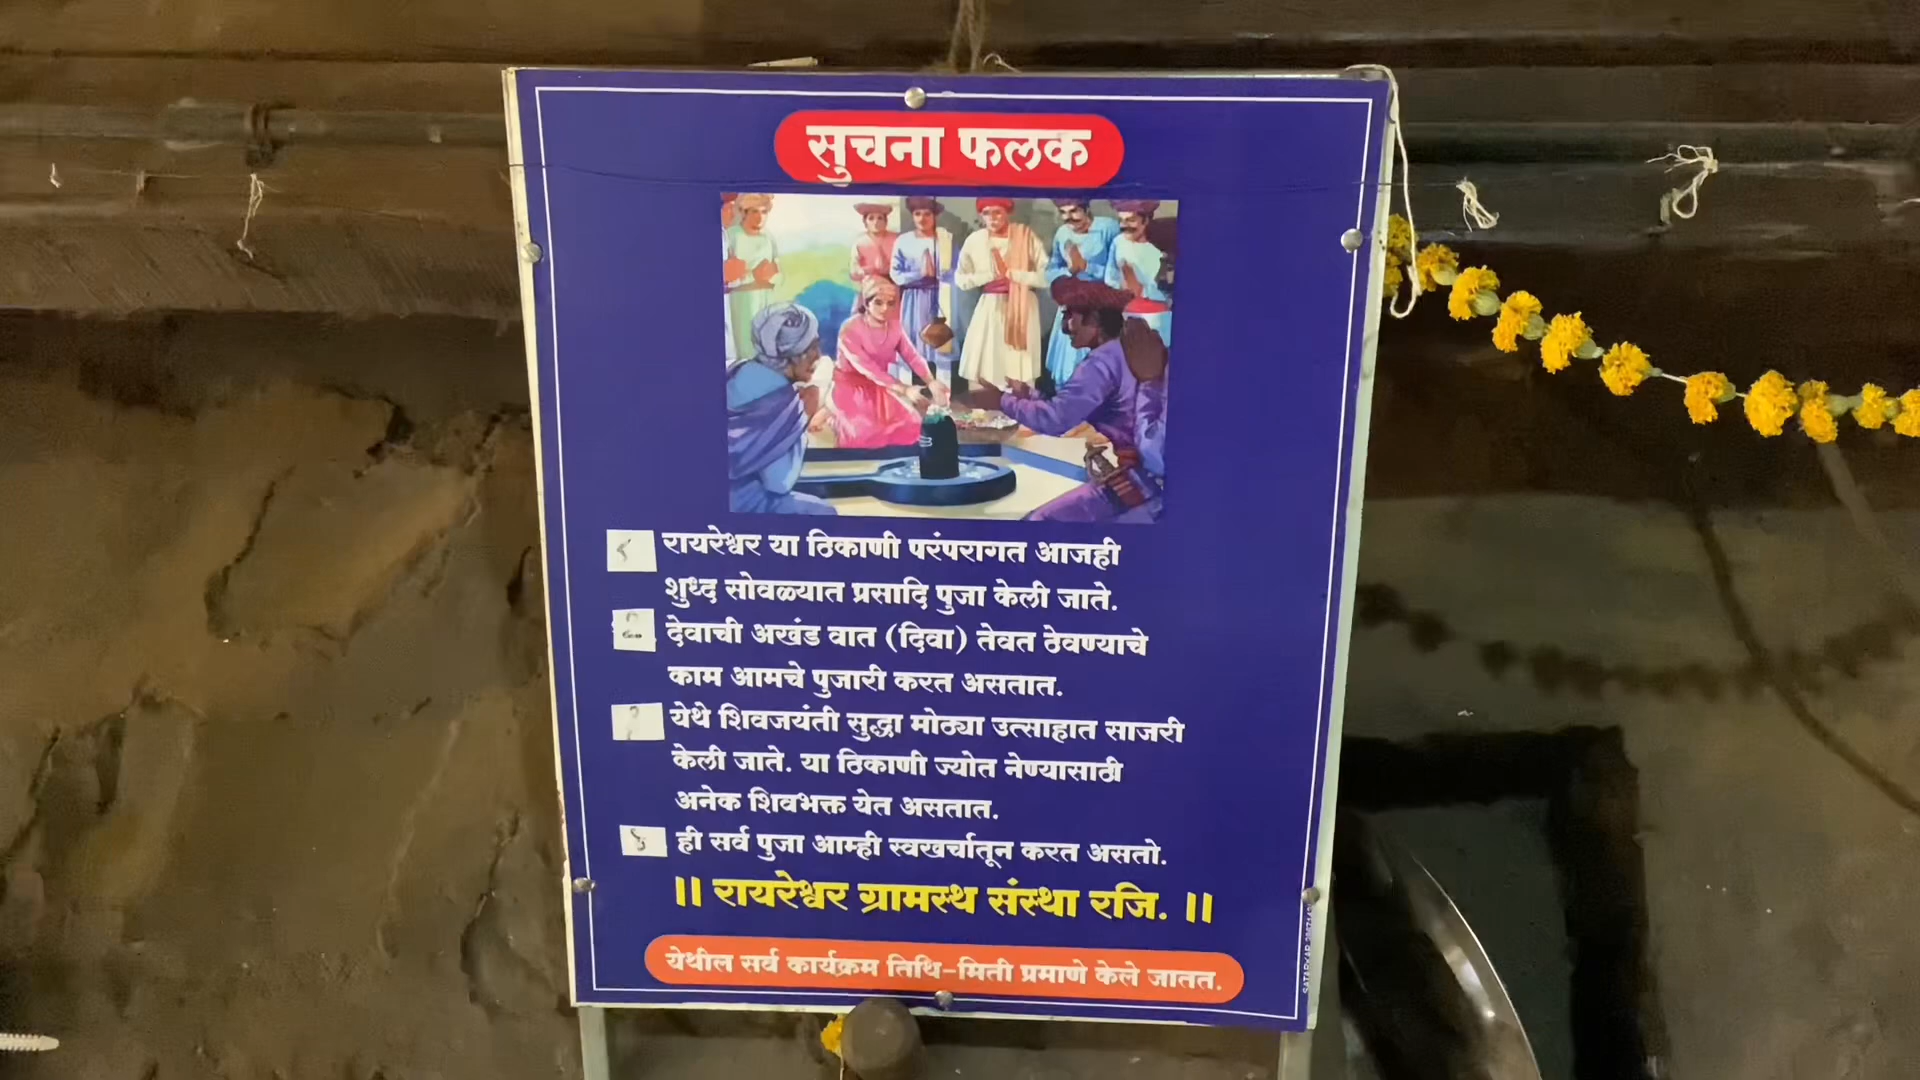 सुचना फलक
रायरेश्वर या ठिकाणी परंपरागत आजही
शुध्द सोवळ्यात प्रसादि पुजा केली जाते.
देवाची अखंड वात (दिवा) तेवत ठेवण्याचे
काम आमचे पुजारी करत असतात.
येथे शिवजयंती सुद्धा मोठ्या उत्साहात साजरी
केली जाते. या ठिकाणी ज्योत नेण्यासाठी
अनेक शिवभक्त येत असतात.
ही सर्व पुजा आम्ही स्वखर्चातून करत असतो.
।। रायरेश्वर ग्रामस्थ संस्था रजि. ।।
येथील सर्व कार्यक्रम तिथि-मिती प्रमाणे केले जातत.